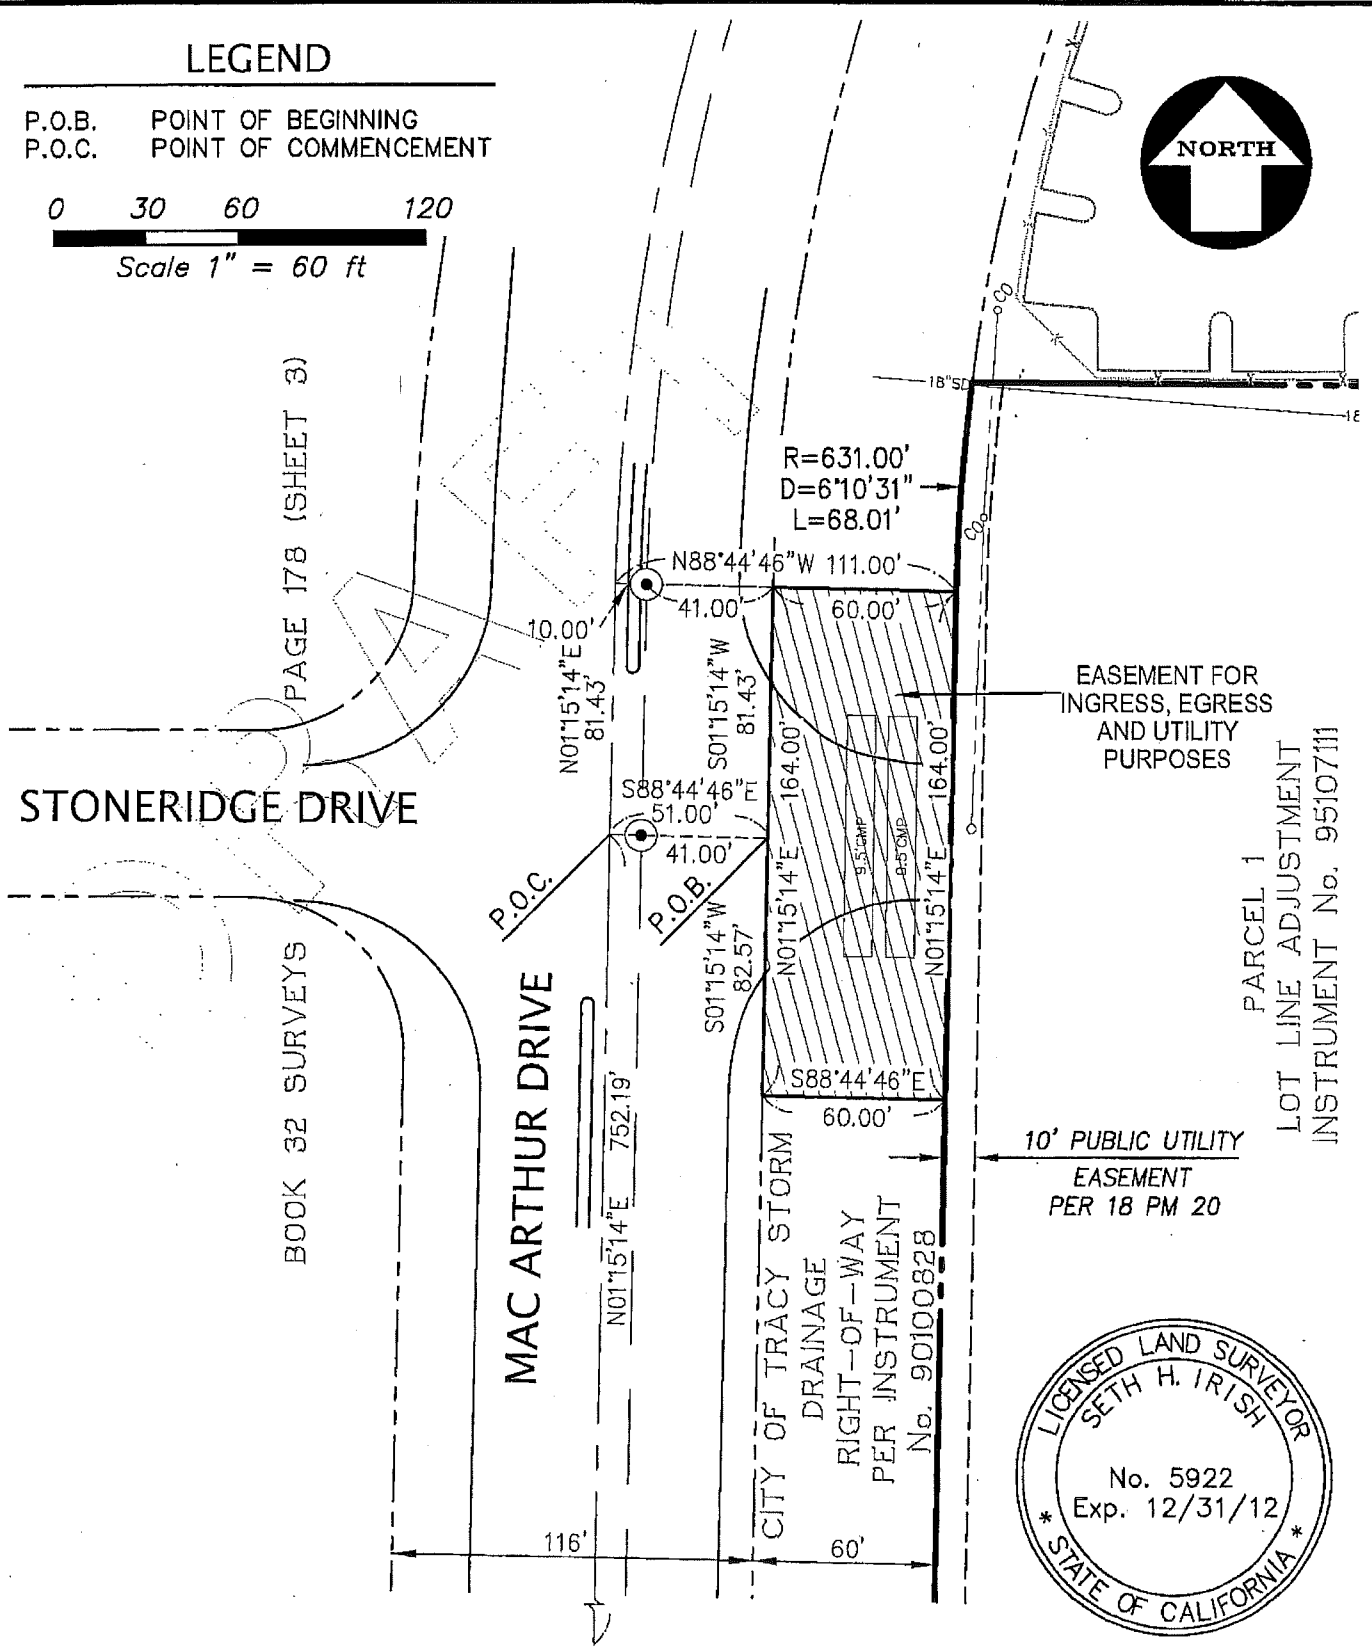 LEGEND
P.O.B. POINT OF BEGINNING
P.O.C. POINT OF COMMENCEMENT
0 30 60 120
Scale 1" = 60 ft
NORTH
BOOK 32 SURVEYS PAGE 178 (SHEET 3)
18"SD
18
CO
CO
R=631.00'
D=6°10'31"
L=68.01'
N88°44'46"W 111.00'
41.00'
60.00'
10.00'
N01°15'14"E
81.43'
S01°15'14"W
81.43'
EASEMENT FOR
INGRESS, EGRESS
AND UTILITY
PURPOSES
STONERIDGE DRIVE
S88°44'46"E
51.00'
41.00'
P.O.C.
P.O.B.
N01°15'14"E 164.00'
9.5'CMP
9.5'CMP
N01°15'14"E 164.00'
S01°15'14"W
82.57'
PARCEL 1
LOT LINE ADJUSTMENT
INSTRUMENT No. 95107111
MAC ARTHUR DRIVE
N01°15'14"E 752.19'
S88°44'46"E
60.00'
10' PUBLIC UTILITY
EASEMENT
PER 18 PM 20
CITY OF TRACY STORM
DRAINAGE
RIGHT-OF-WAY
PER INSTRUMENT
No. 90100828
116'
60'
LICENSED LAND SURVEYOR
SETH H. IRISH
No. 5922
Exp. 12/31/12
* STATE OF CALIFORNIA *